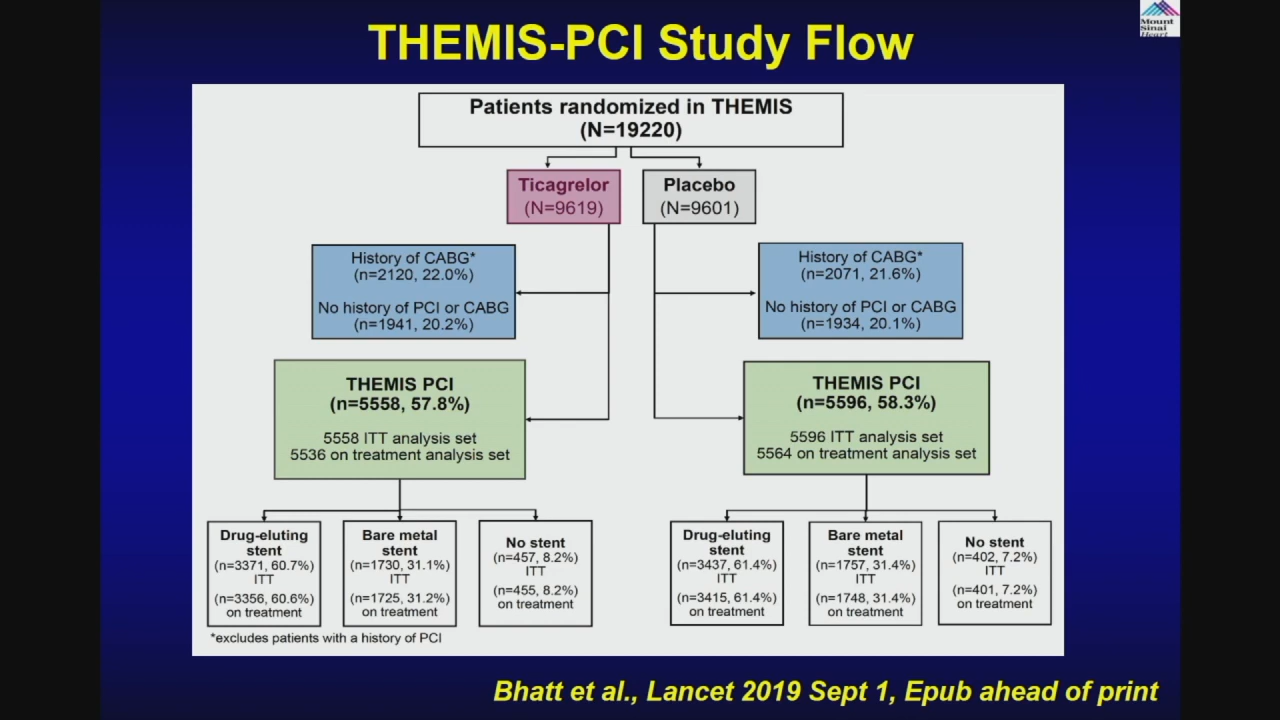 THEMIS-PCI Study Flow
Mount
Sinai
Heart
Patients randomized in THEMIS
(N=19220)
Ticagrelor
(N=9619)
Placebo
(N=9601)
History of CABG*
(n=2120, 22.0%)
No history of PCI or CABG
(n=1941, 20.2%)
History of CABG*
(n=2071, 21.6%)
No history of PCI or CABG
(n=1934, 20.1%)
THEMIS PCI
(n=5558, 57.8%)
5558 ITT analysis set
5536 on treatment analysis set
THEMIS PCI
(n=5596, 58.3%)
5596 ITT analysis set
5564 on treatment analysis set
Drug-eluting
stent
(n=3371, 60.7%)
ITT
(n=3356, 60.6%)
on treatment
Bare metal
stent
(n=1730, 31.1%)
ITT
(n=1725, 31.2%)
on treatment
No stent
(n=457, 8.2%)
ITT
(n=455, 8.2%)
on treatment
Drug-eluting
stent
(n=3437, 61.4%)
ITT
(n=3415, 61.4%)
on treatment
Bare metal
stent
(n=1757, 31.4%)
ITT
(n=1748, 31.4%)
on treatment
No stent
(n=402, 7.2%)
ITT
(n=401, 7.2%)
on treatment
*excludes patients with a history of PCI
Bhatt et al., Lancet 2019 Sept 1, Epub ahead of print